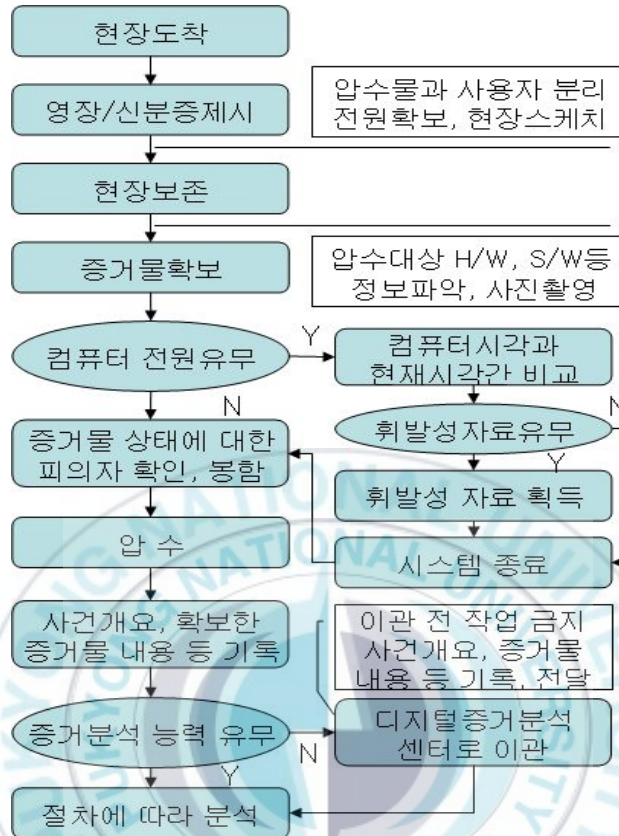 현장도착
영장/신분증제시
압수물과 사용자 분리
전원확보, 현장스케치
현장보존
증거물확보
압수대상 H/W, S/W등
정보파악, 사진촬영
컴퓨터 전원유무
Y
컴퓨터시각과
현재시각간 비교
N
증거물 상태에 대한
피의자 확인, 봉함
휘발성자료유무
N
Y
휘발성 자료 획득
압 수
시스템 종료
사건개요, 확보한
증거물 내용 등 기록
이관 전 작업 금지
사건개요, 증거물
내용 등 기록, 전달
증거분석 능력 유무
N
디지털증거분석
센터로 이관
Y
절차에 따라 분석
PUKYONG NATIONAL UNIVERSITY